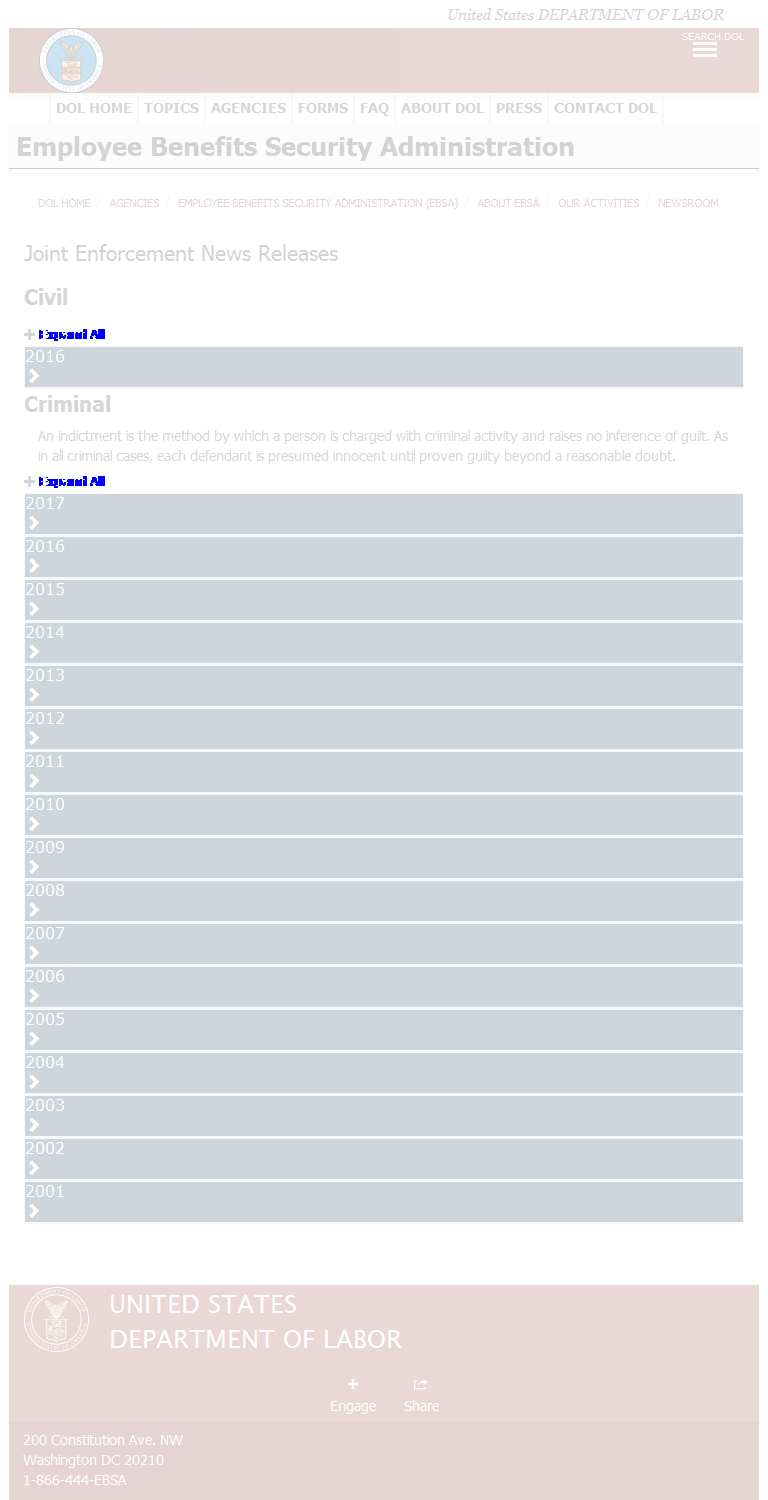 United States DEPARTMENT OF LABOR
SEARCH DOL
DOL HOME TOPICS AGENCIES FORMS FAQ ABOUT DOL PRESS CONTACT DOL
Employee Benefits Security Administration
DOL HOME / AGENCIES / EMPLOYEE BENEFITS SECURITY ADMINISTRATION (EBSA) / ABOUT EBSA / OUR ACTIVITIES / NEWSROOM
Joint Enforcement News Releases
Civil
Expand All
2016
Criminal
An indictment is the method by which a person is charged with criminal activity and raises no inference of guilt. As
in all criminal cases, each defendant is presumed innocent until proven guilty beyond a reasonable doubt.
Expand All
2017
2016
2015
2014
2013
2012
2011
2010
2009
2008
2007
2006
2005
2004
2003
2002
2001
UNITED STATES
DEPARTMENT OF LABOR
Engage Share
200 Constitution Ave. NW
Washington DC 20210
1-866-444-EBSA